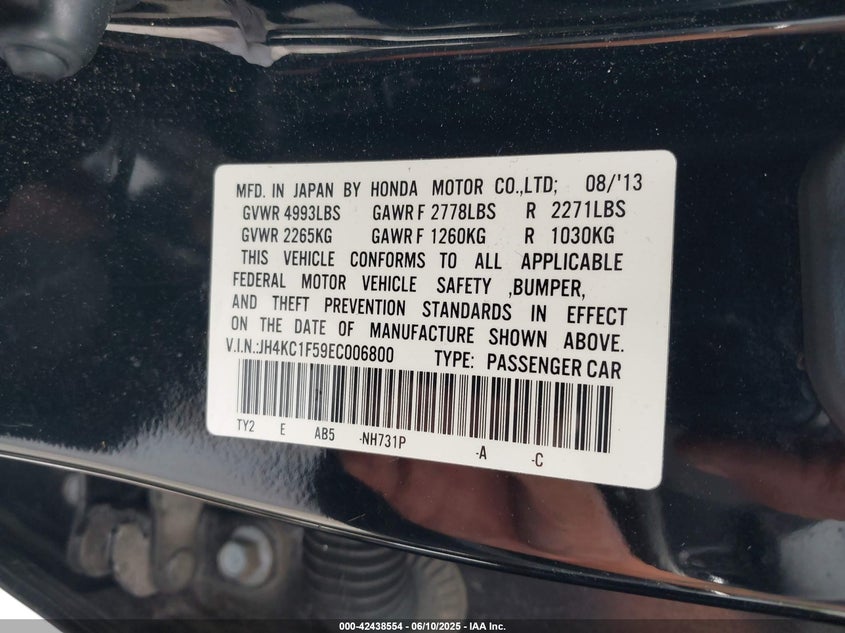 MFD. IN JAPAN BY HONDA MOTOR CO.,LTD; 08/'13
GVWR 4993LBS GAWR F 2778LBS R 2271LBS
GVWR 2265KG GAWR F 1260KG R 1030KG
THIS VEHICLE CONFORMS TO ALL APPLICABLE
FEDERAL MOTOR VEHICLE SAFETY ,BUMPER,
AND THEFT PREVENTION STANDARDS IN EFFECT
ON THE DATE OF MANUFACTURE SHOWN ABOVE.
V.I.N.:JH4KC1F59EC006800 TYPE: PASSENGER CAR
TY2 E AB5 -NH731P -A -C
000-42438554 - 06/10/2025 - IAA Inc.